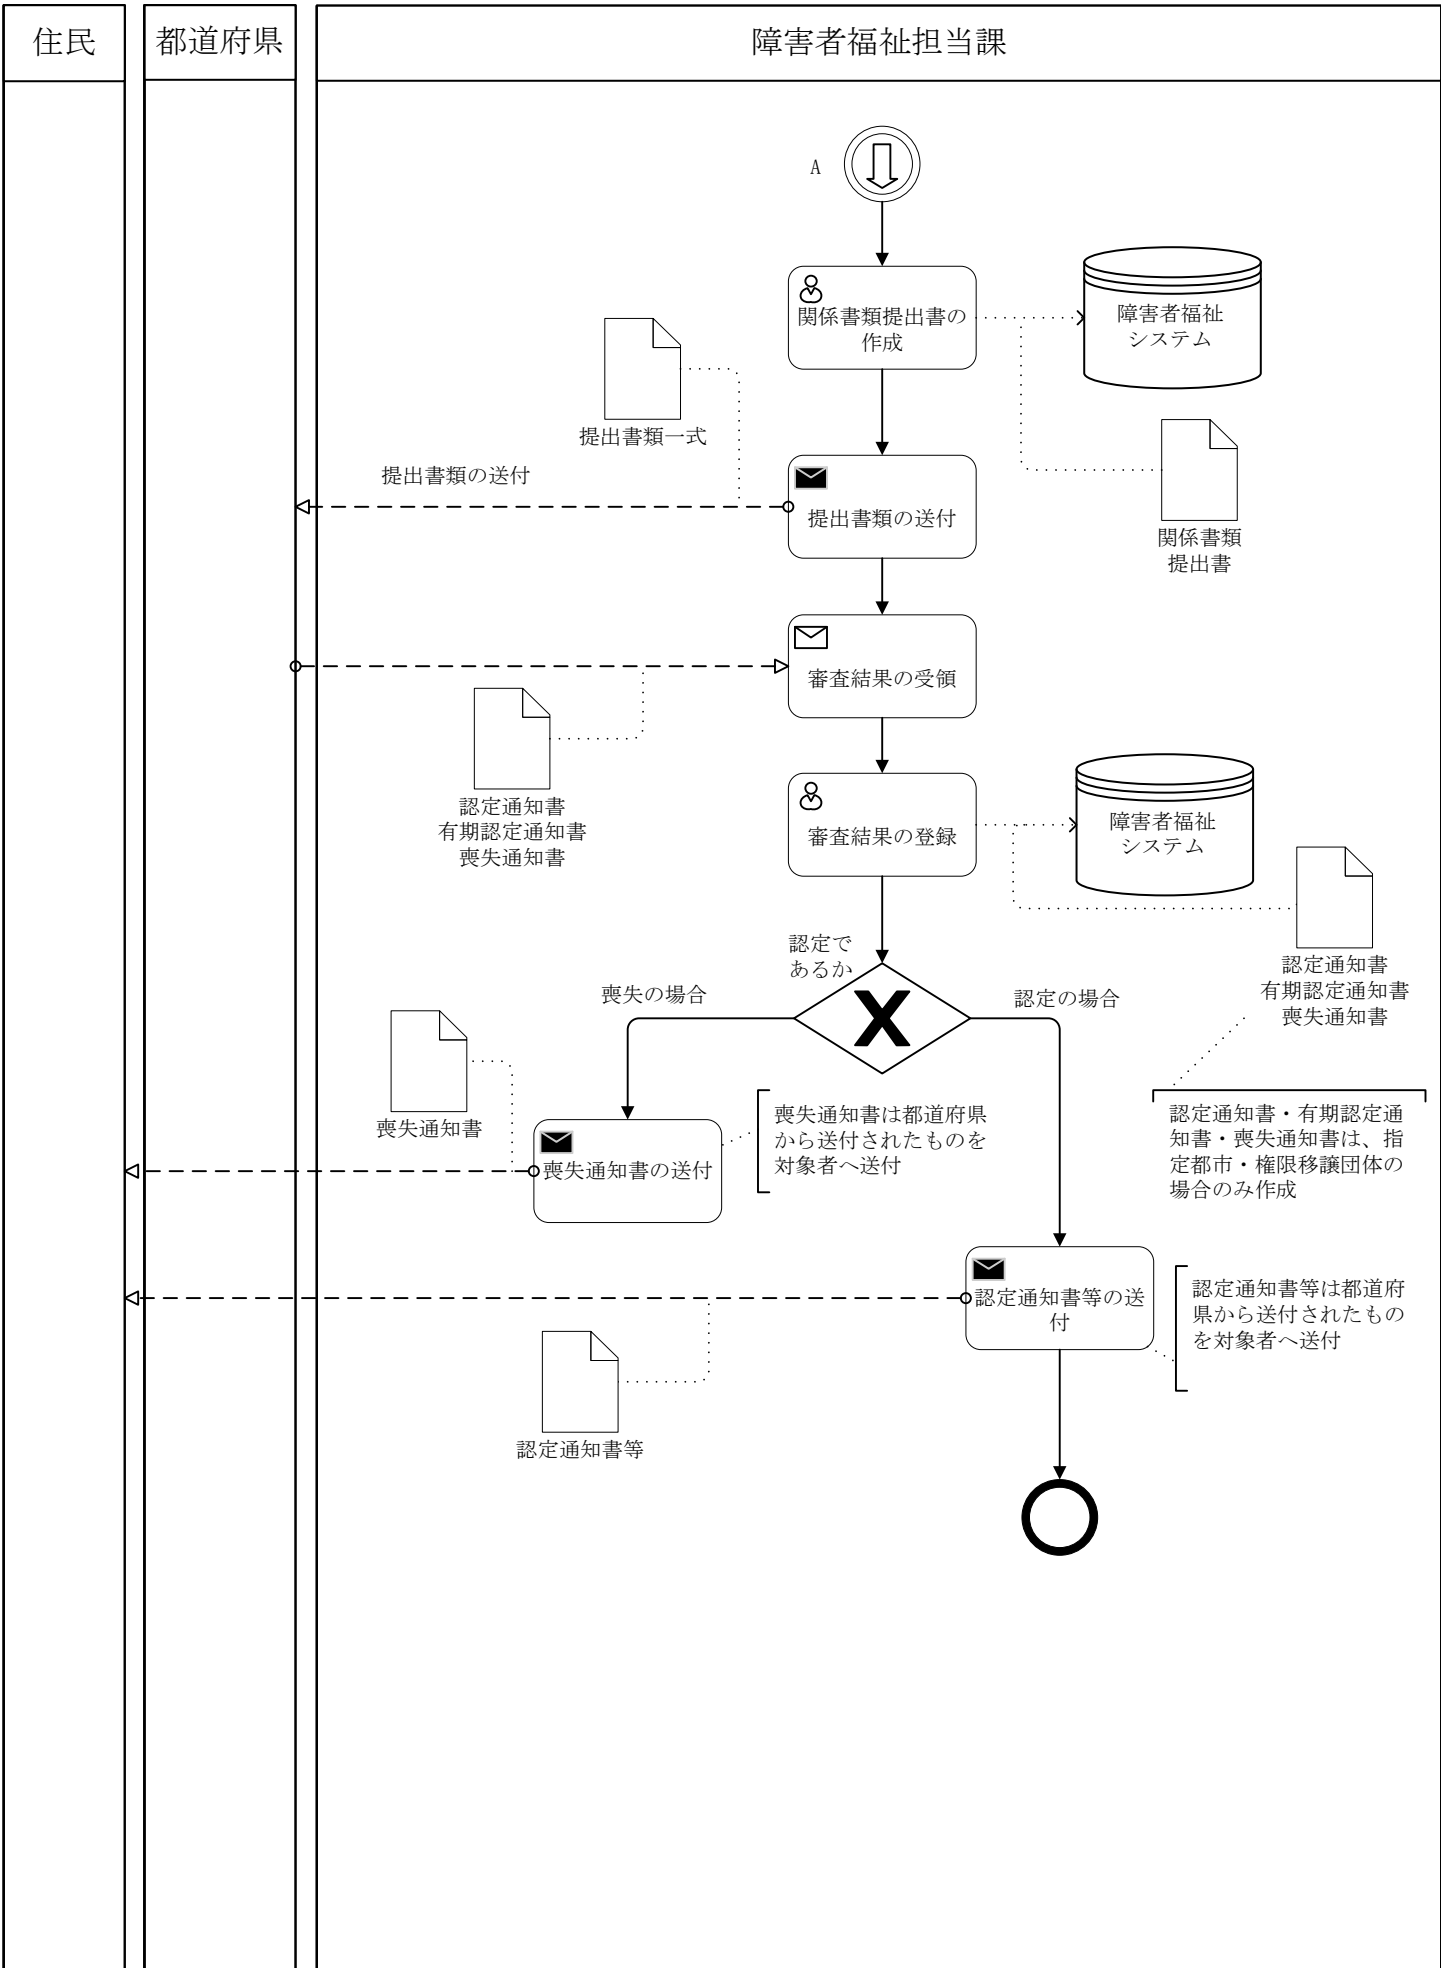 住民
都道府県
障害者福祉担当課
A
関係書類提出書の
作成
障害者福祉
システム
提出書類一式
関係書類
提出書
提出書類の送付
提出書類の送付
審査結果の受領
認定通知書
有期認定通知書
喪失通知書
審査結果の登録
障害者福祉
システム
認定通知書
有期認定通知書
喪失通知書
認定で
あるか
喪失の場合
認定の場合
喪失通知書
喪失通知書の送付
喪失通知書は都道府県
から送付されたものを
対象者へ送付
認定通知書・有期認定通
知書・喪失通知書は、指
定都市・権限移譲団体の
場合のみ作成
認定通知書等の送
付
認定通知書等は都道府
県から送付されたもの
を対象者へ送付
認定通知書等